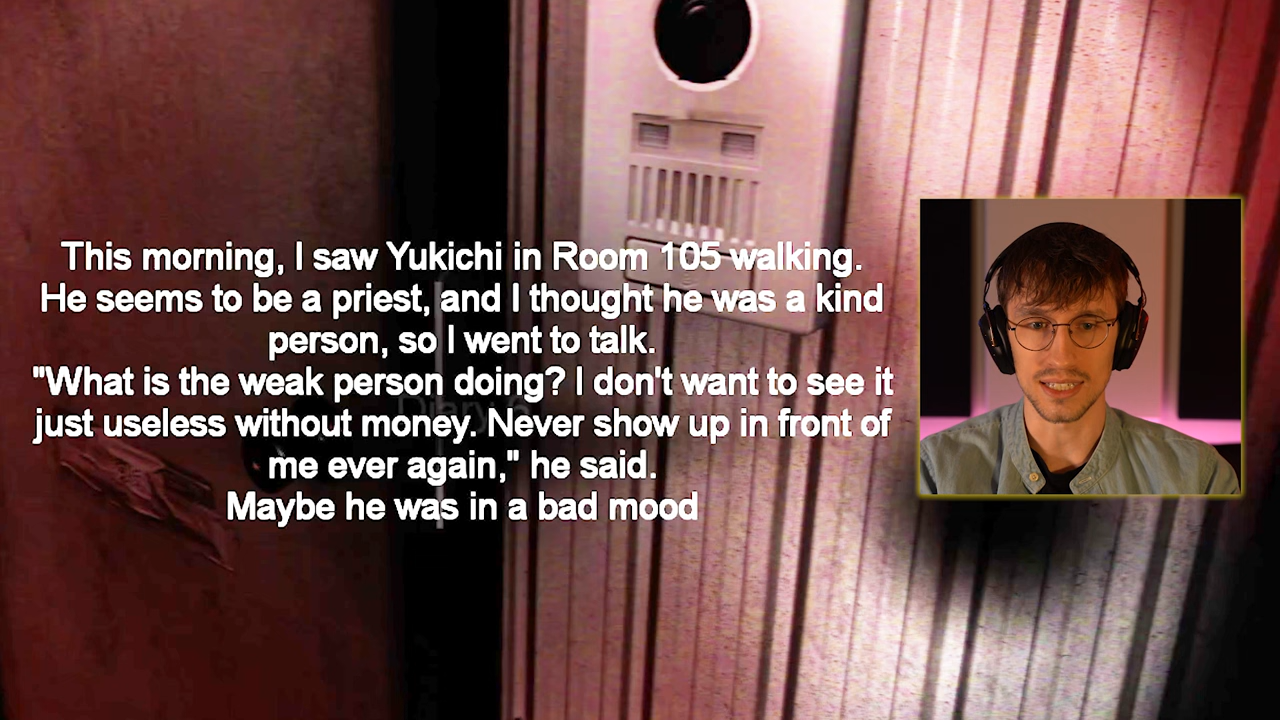 This morning, I saw Yukichi in Room 105 walking.
He seems to be a priest, and I thought he was a kind
person, so I went to talk.
"What is the weak person doing? I don't want to see it
just useless without money. Never show up in front of
me ever again," he said.
Maybe he was in a bad mood
Diary 6